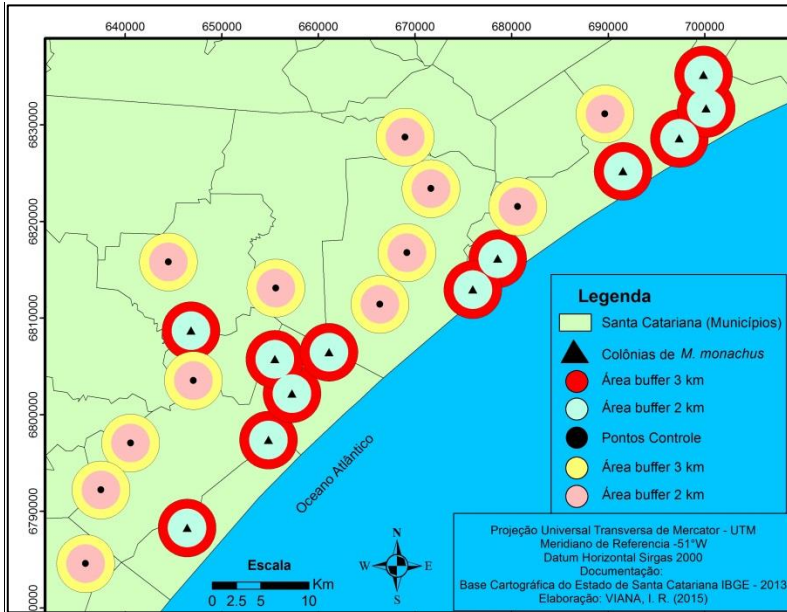 640000 650000 660000 670000 680000 690000 700000
6830000
6820000
6810000
6800000
6790000
Legenda
Santa Catariana (Municípios)
Colônias de M. monachus
Área buffer 3 km
Área buffer 2 km
Pontos Controle
Área buffer 3 km
Área buffer 2 km
Oceano Atlântico
N
W E
S
Escala
Km
0 2.5 5 10
Projeção Universal Transversa de Mercator - UTM
Meridiano de Referencia -51°W
Datum Horizontal Sirgas 2000
Documentação:
Base Cartográfica do Estado de Santa Catarina IBGE - 2013
Elaboração: VIANA, I. R. (2015)